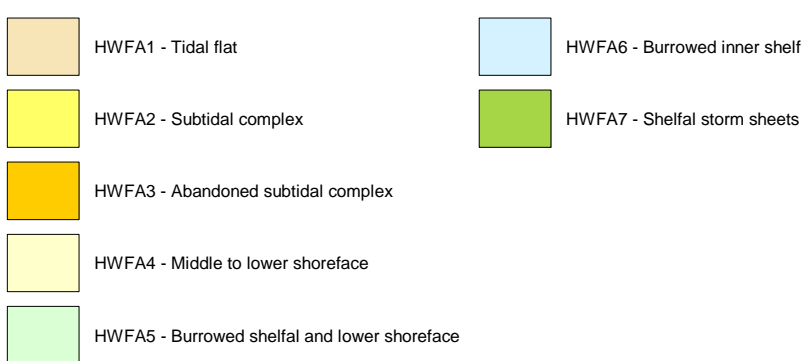 HWFA1 - Tidal flat
HWFA2 - Subtidal complex
HWFA3 - Abandoned subtidal complex
HWFA4 - Middle to lower shoreface
HWFA5 - Burrowed shelfal and lower shoreface
HWFA6 - Burrowed inner shelf
HWFA7 - Shelfal storm sheets